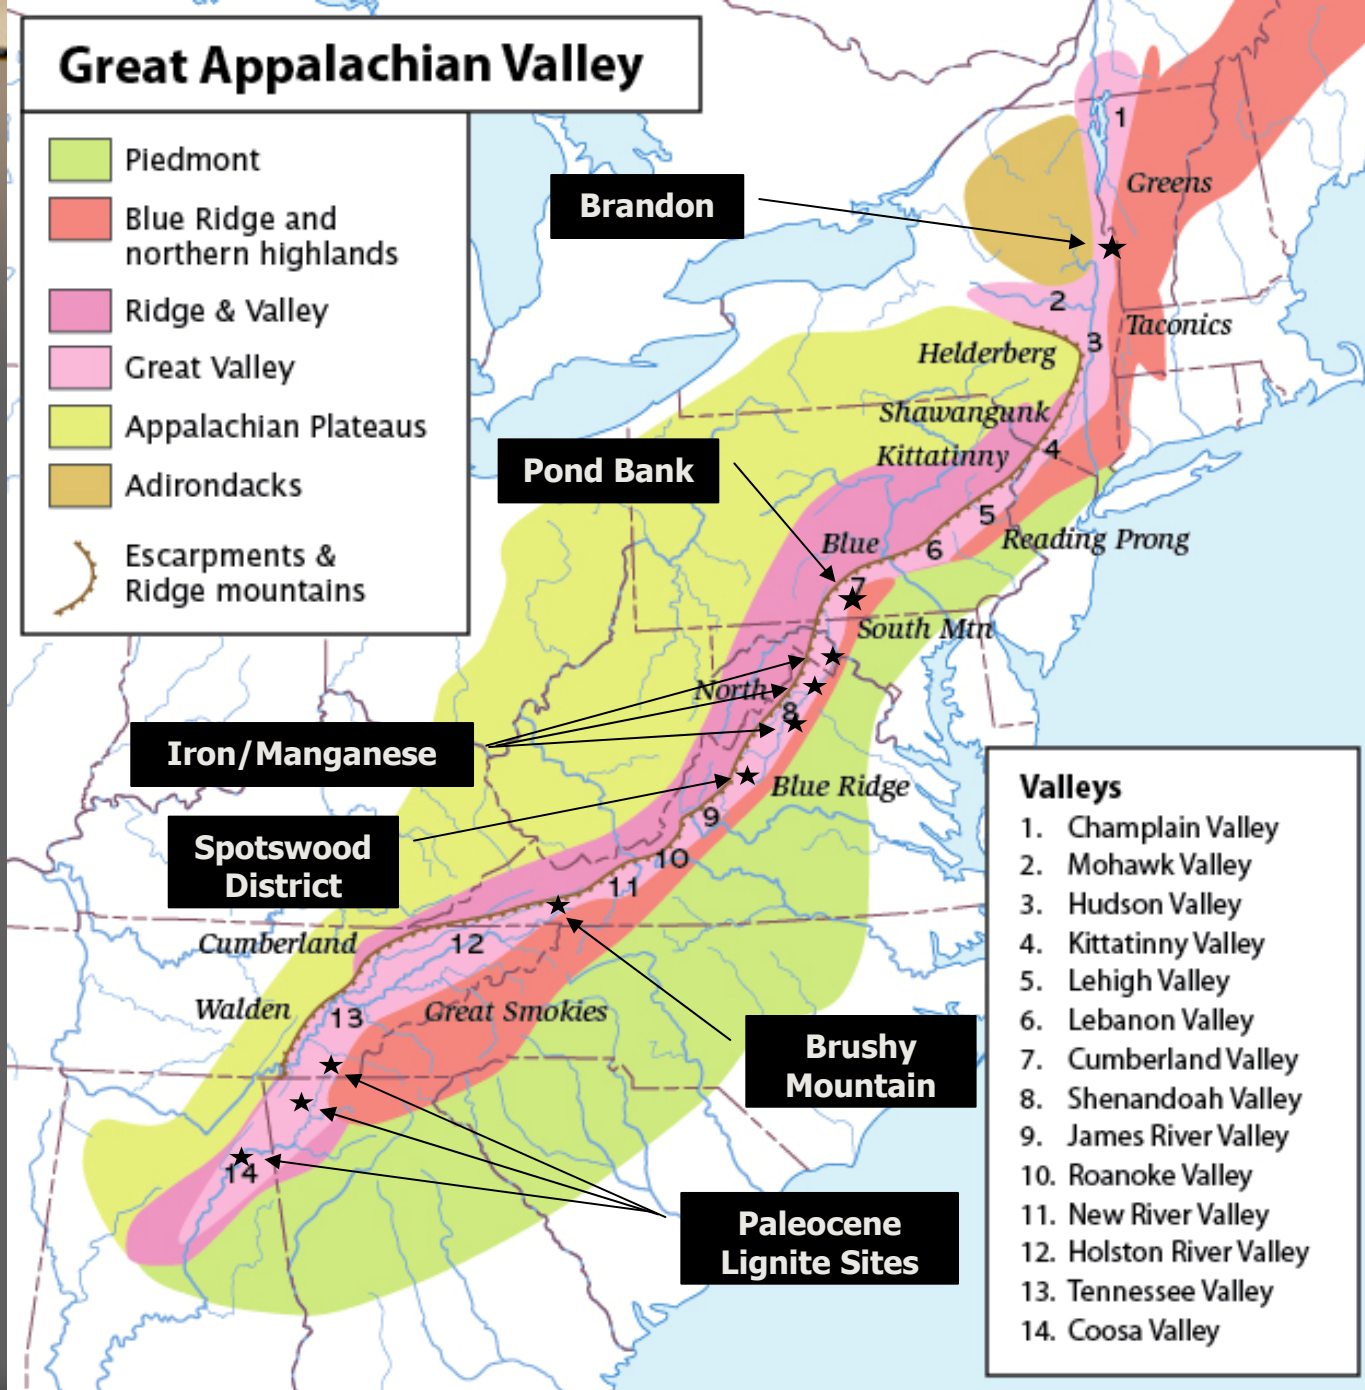 Great Appalachian Valley
Piedmont
Blue Ridge and
northern highlands
Ridge & Valley
Great Valley
Appalachian Plateaus
Adirondacks
Escarpments &
Ridge mountains
1
Greens
Brandon
2
Taconics
3
Helderberg
Shawangunk
4
Kittatinny
Pond Bank
5
Reading Prong
Blue
6
7
South Mtn
North
8
Iron/Manganese
Blue Ridge
9
Spotswood
District
10
11
Cumberland
12
Walden
13
Great Smokies
Brushy
Mountain
14
Paleocene
Lignite Sites
Valleys
1. Champlain Valley
2. Mohawk Valley
3. Hudson Valley
4. Kittatinny Valley
5. Lehigh Valley
6. Lebanon Valley
7. Cumberland Valley
8. Shenandoah Valley
9. James River Valley
10. Roanoke Valley
11. New River Valley
12. Holston River Valley
13. Tennessee Valley
14. Coosa Valley